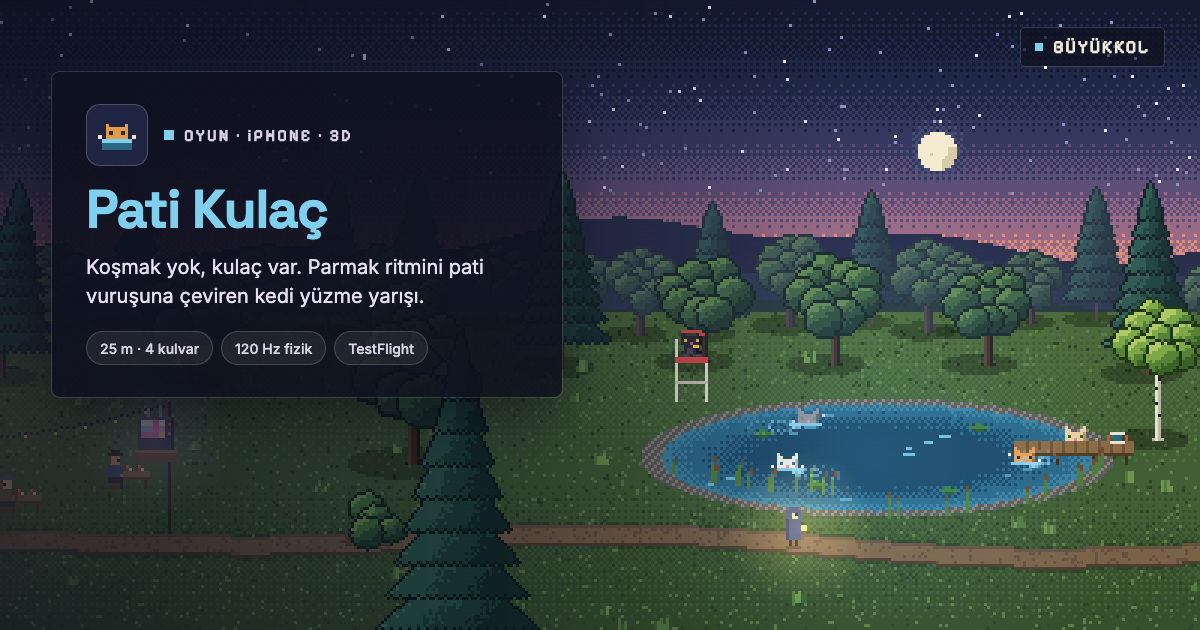 BÜYÜKKOL
OYUN · iPHONE · 3D
Pati Kulaç
Koşmak yok, kulaç var. Parmak ritmini pati
vuruşuna çeviren kedi yüzme yarışı.
25 m · 4 kulvar
120 Hz fizik
TestFlight